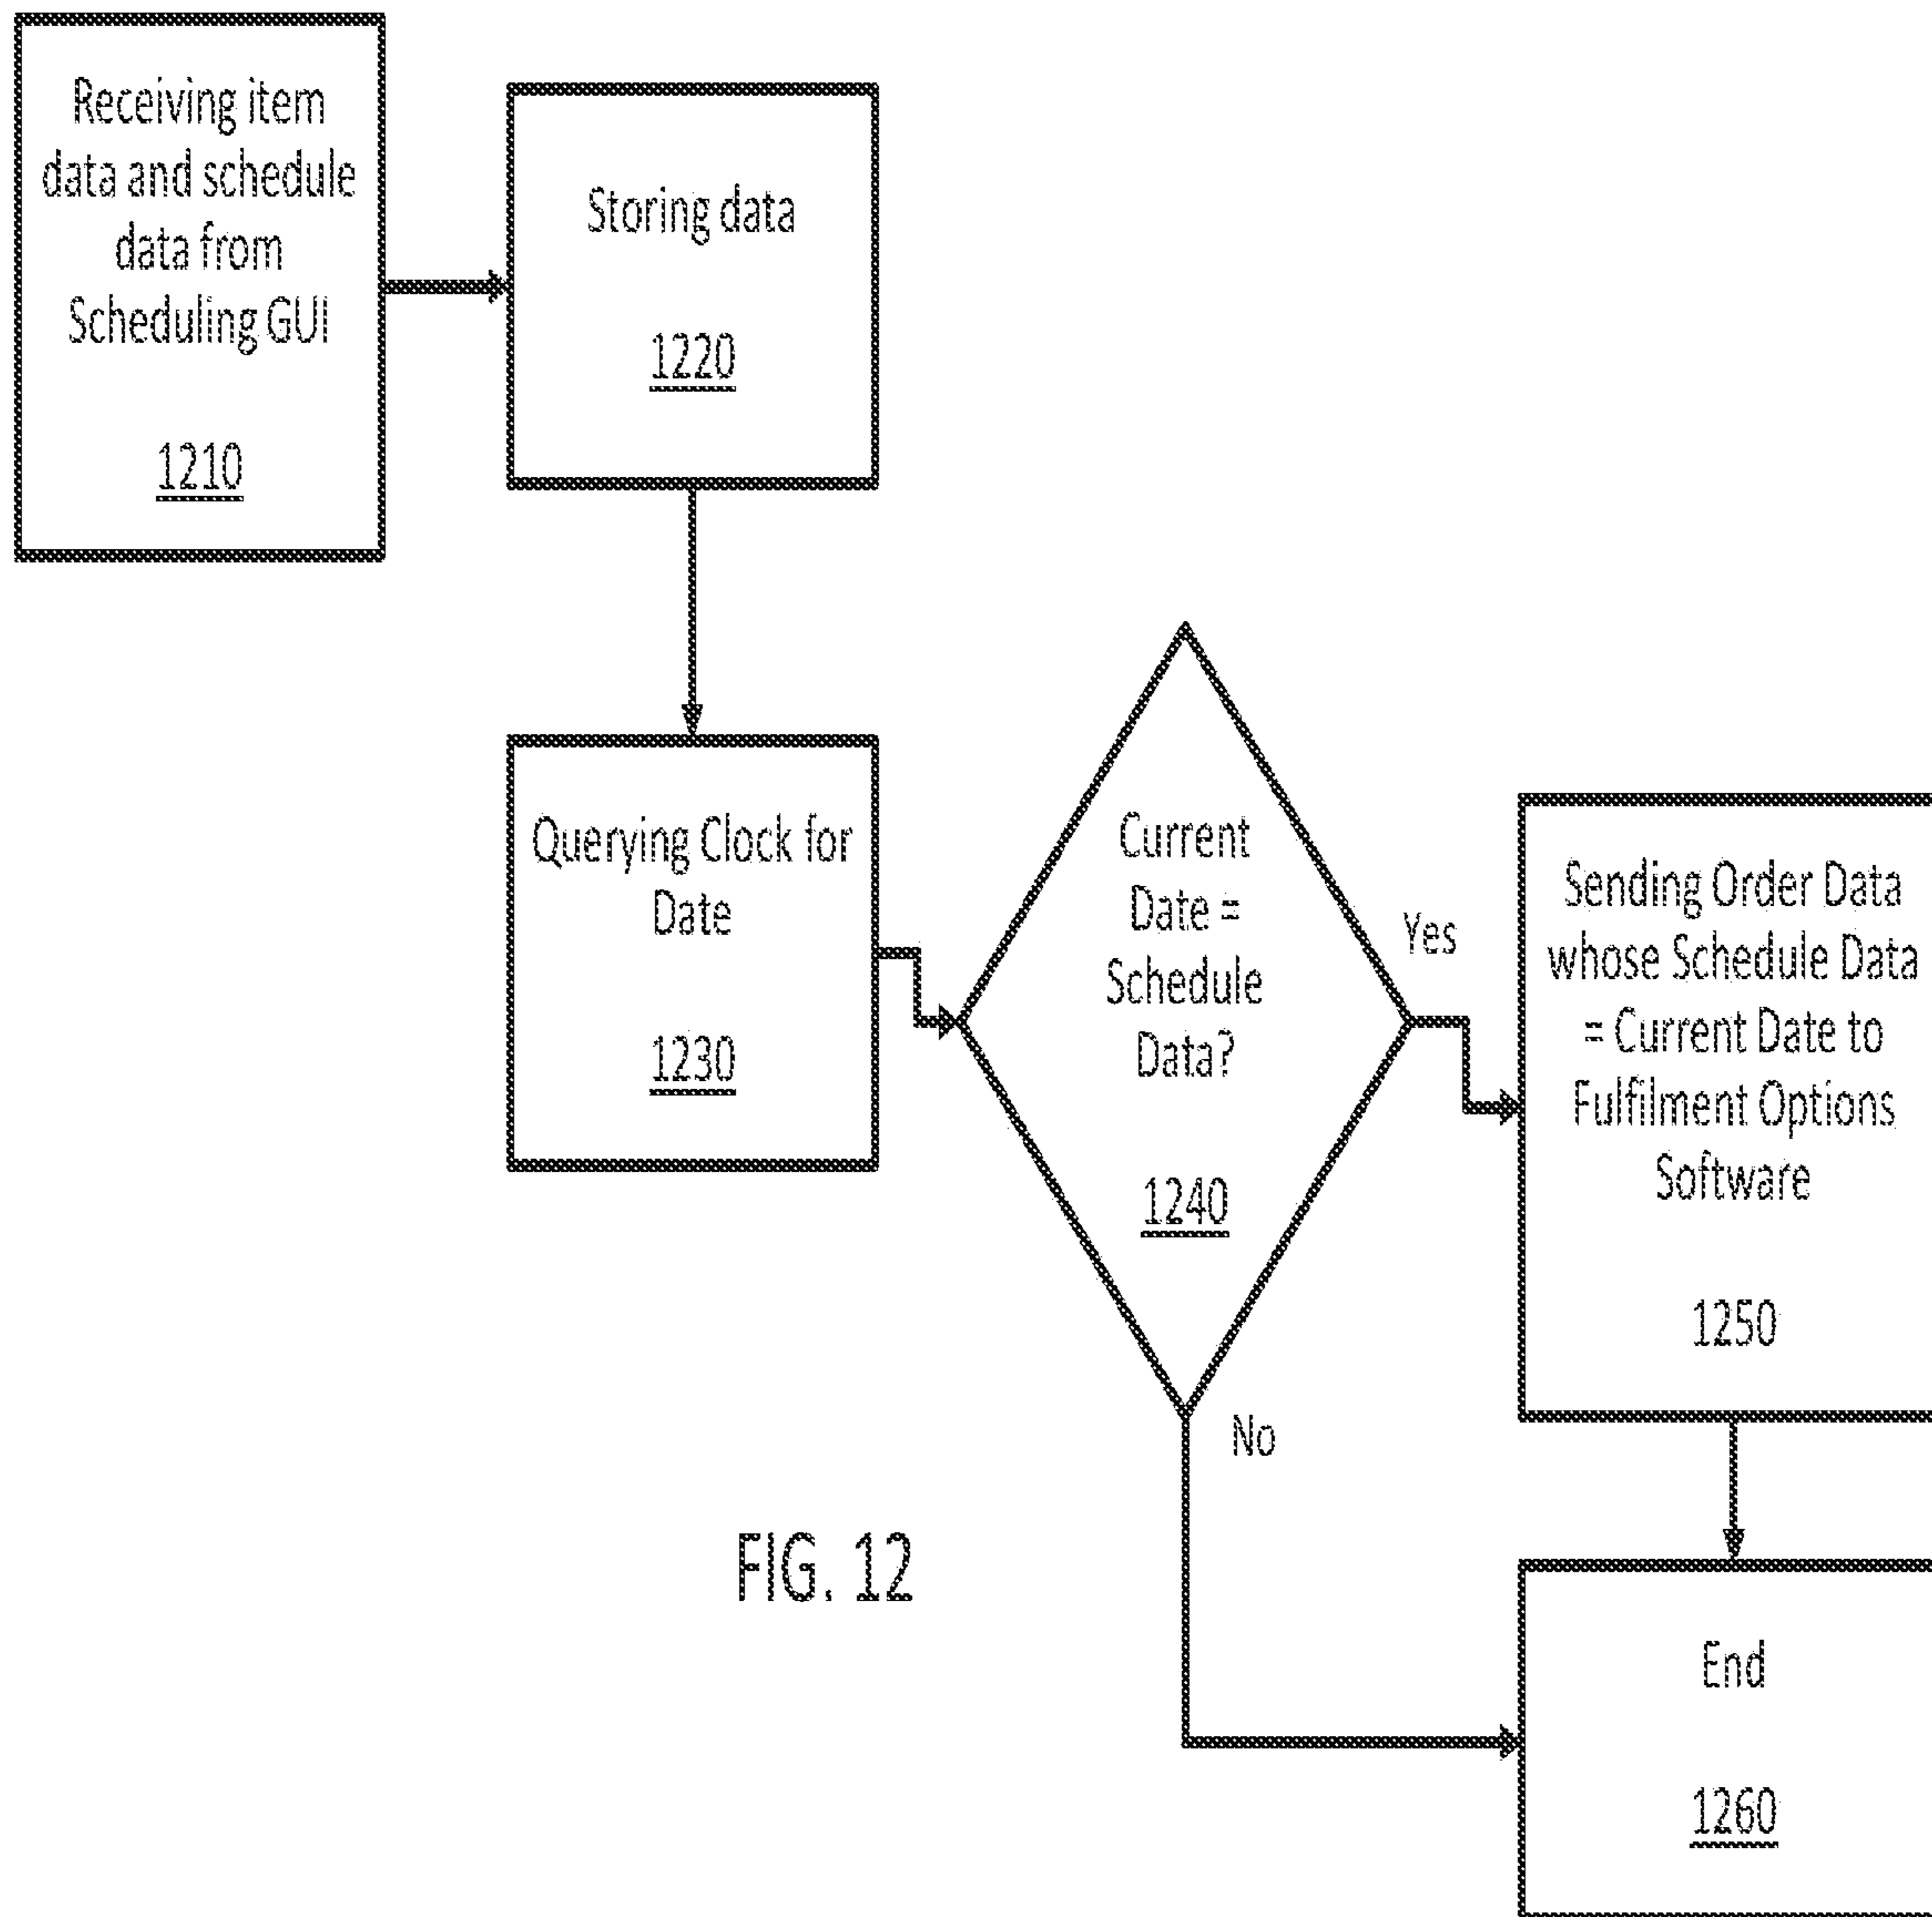 Receiving item
data and schedule
data from
Scheduling GUI
1210
Storing data
1220
Querying Clock for
Date
1230
Current
Date =
Schedule
Data?
1240
Yes
No
Sending Order Data
whose Schedule Data
= Current Date to
Fulfilment Options
Software
1250
End
1260
FIG. 12